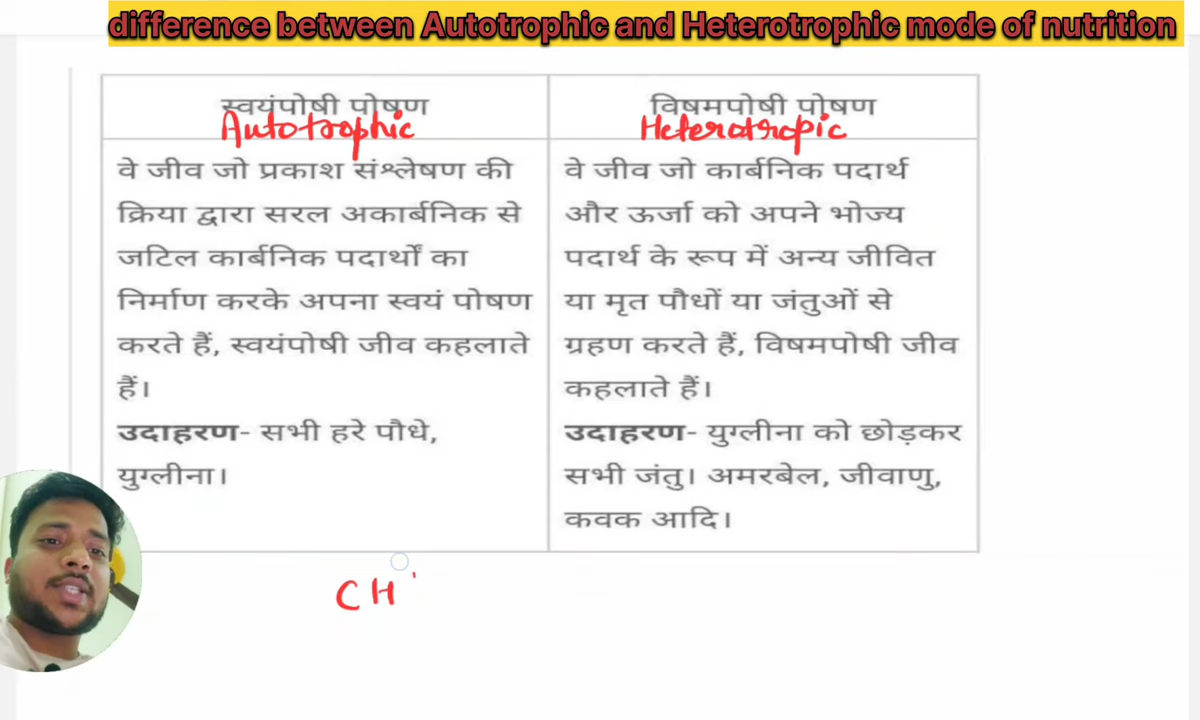 difference between Autotrophic and Heterotrophic mode of nutrition
स्वयंपोषी पोषण
Autotrophic
वे जीव जो प्रकाश संश्लेषण की
क्रिया द्वारा सरल अकार्बनिक से
जटिल कार्बनिक पदार्थों का
निर्माण करके अपना स्वयं पोषण
करते हैं, स्वयंपोषी जीव कहलाते
हैं।
उदाहरण- सभी हरे पौधे,
युग्लीना।
विषमपोषी पोषण
Heterotropic
वे जीव जो कार्बनिक पदार्थ
और ऊर्जा को अपने भोज्य
पदार्थ के रूप में अन्य जीवित
या मृत पौधों या जंतुओं से
ग्रहण करते हैं, विषमपोषी जीव
कहलाते हैं।
उदाहरण- युग्लीना को छोड़कर
सभी जंतु। अमरबेल, जीवाणु,
कवक आदि।
CH